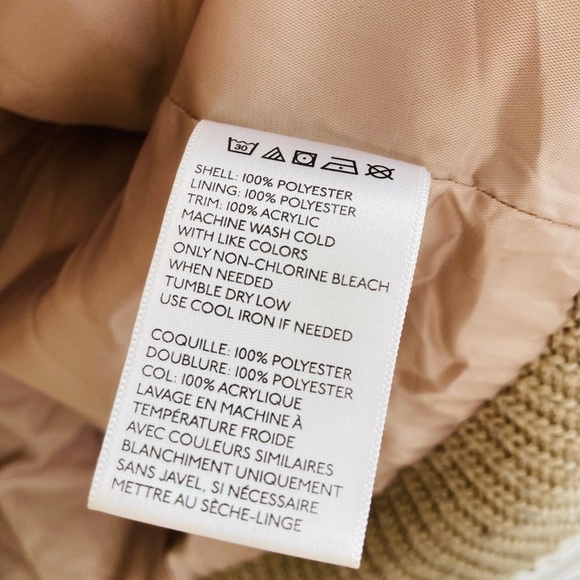 30
SHELL: 100% POLYESTER
LINING: 100% POLYESTER
TRIM: 100% ACRYLIC
MACHINE WASH COLD
WITH LIKE COLORS
ONLY NON-CHLORINE BLEACH
WHEN NEEDED
TUMBLE DRY LOW
USE COOL IRON IF NEEDED
COQUILLE: 100% POLYESTER
DOUBLURE: 100% POLYESTER
COL: 100% ACRYLIQUE
LAVAGE EN MACHINE À
TEMPÉRATURE FROIDE
AVEC COULEURS SIMILAIRES
BLANCHIMENT UNIQUEMENT
SANS JAVEL, SI NÉCESSAIRE
METTRE AU SÈCHE-LINGE